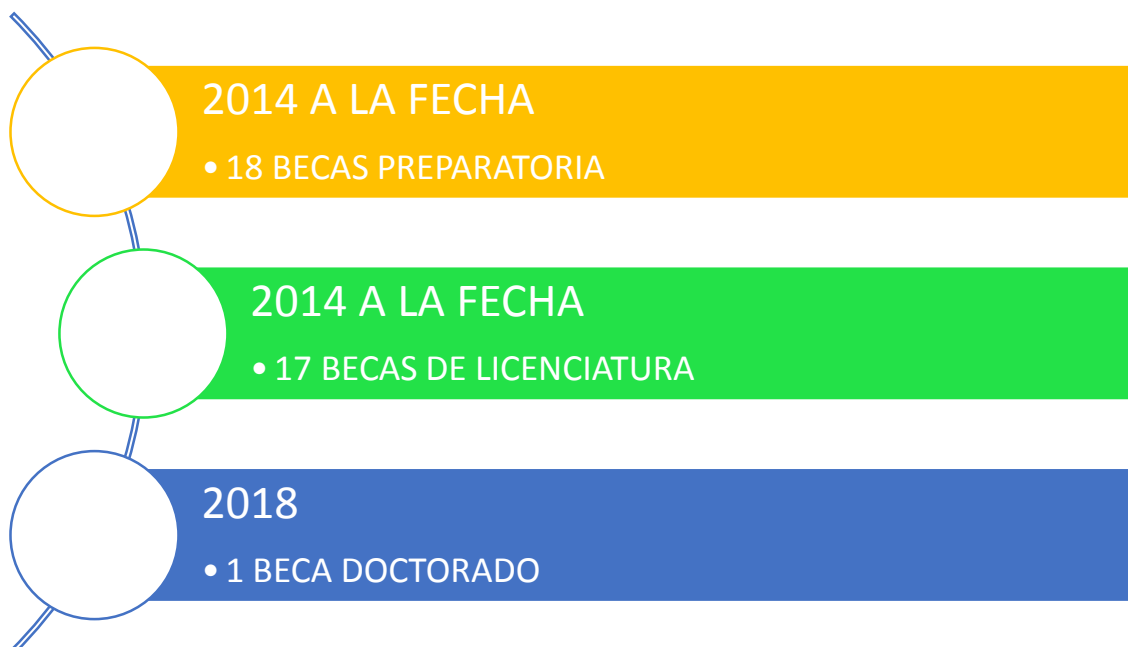 2014 A LA FECHA
• 18 BECAS PREPARATORIA
2014 A LA FECHA
• 17 BECAS DE LICENCIATURA
2018
• 1 BECA DOCTORADO